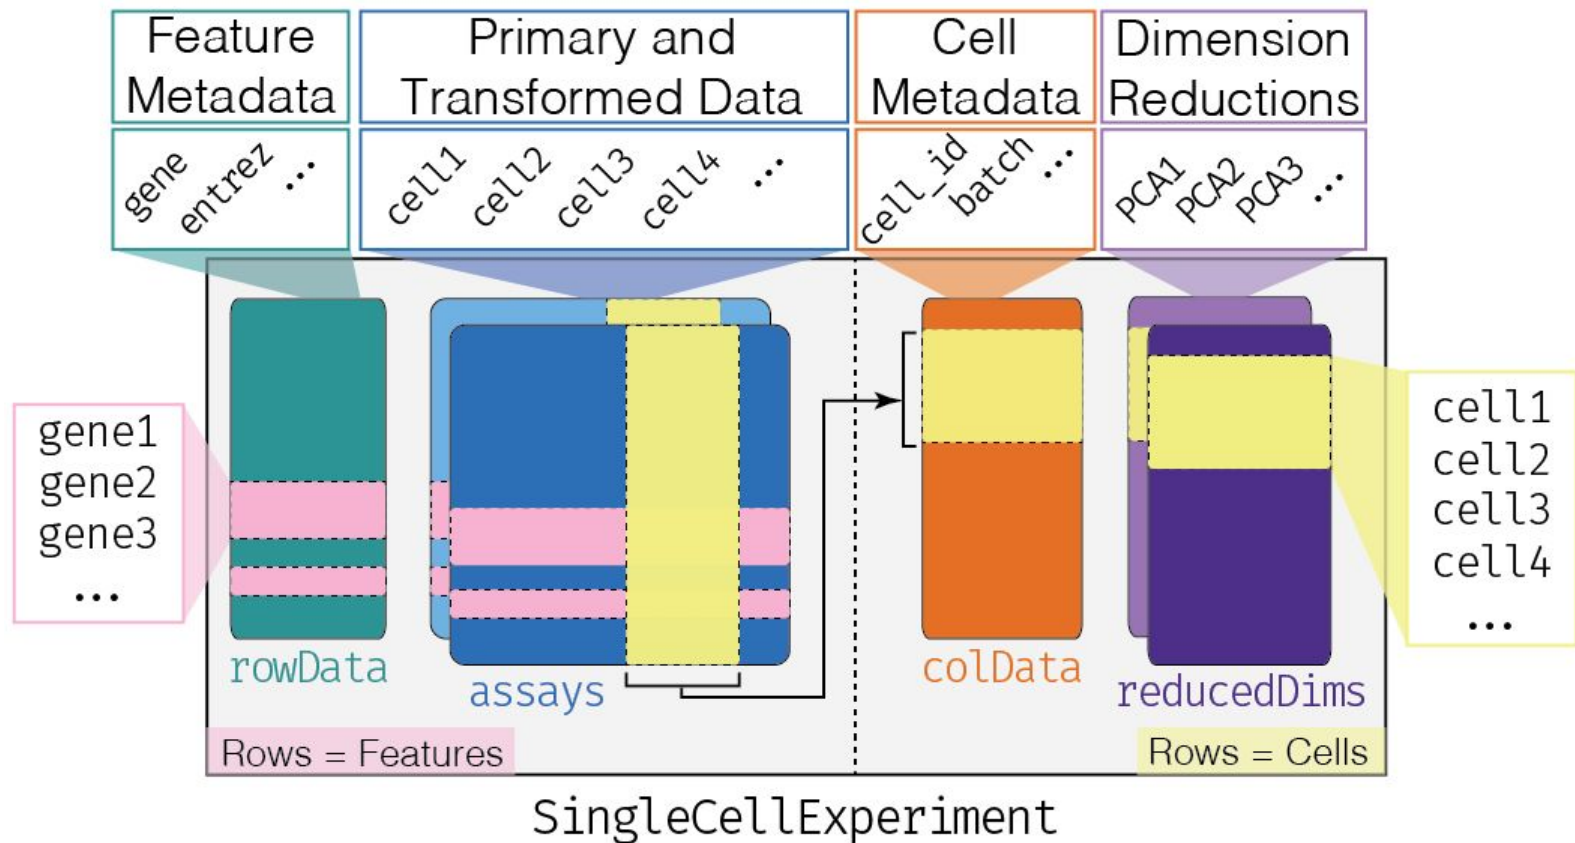 Feature
Metadata
Primary and
Transformed Data
Cell
Metadata
Dimension
Reductions
gene
entrez
...
cell1
cell2
cell3
cell4
...
cell_id
batch
...
PCA1
PCA2
PCA3
...
gene1
gene2
gene3
...
cell1
cell2
cell3
cell4
...
rowData
assays
colData
reducedDims
Rows = Features
Rows = Cells
SingleCellExperiment